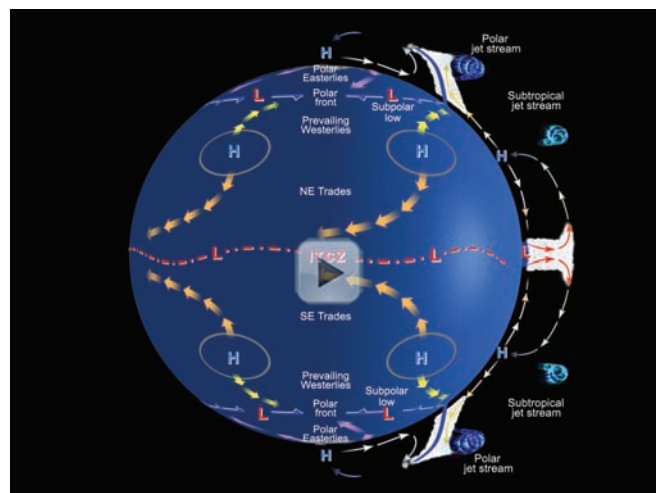 H
Polar
jet stream
Polar
Easterlies
L
Polar
front
L
Subpolar
low
Subtropical
jet stream
Prevailing
Westerlies
H
H
H
NE Trades
L
ITCZ
L
L
SE Trades
H
H
H
Prevailing
Westerlies
Subpolar
low
Subtropical
jet stream
L
Polar
front
L
Polar
Easterlies
H
Polar
jet stream